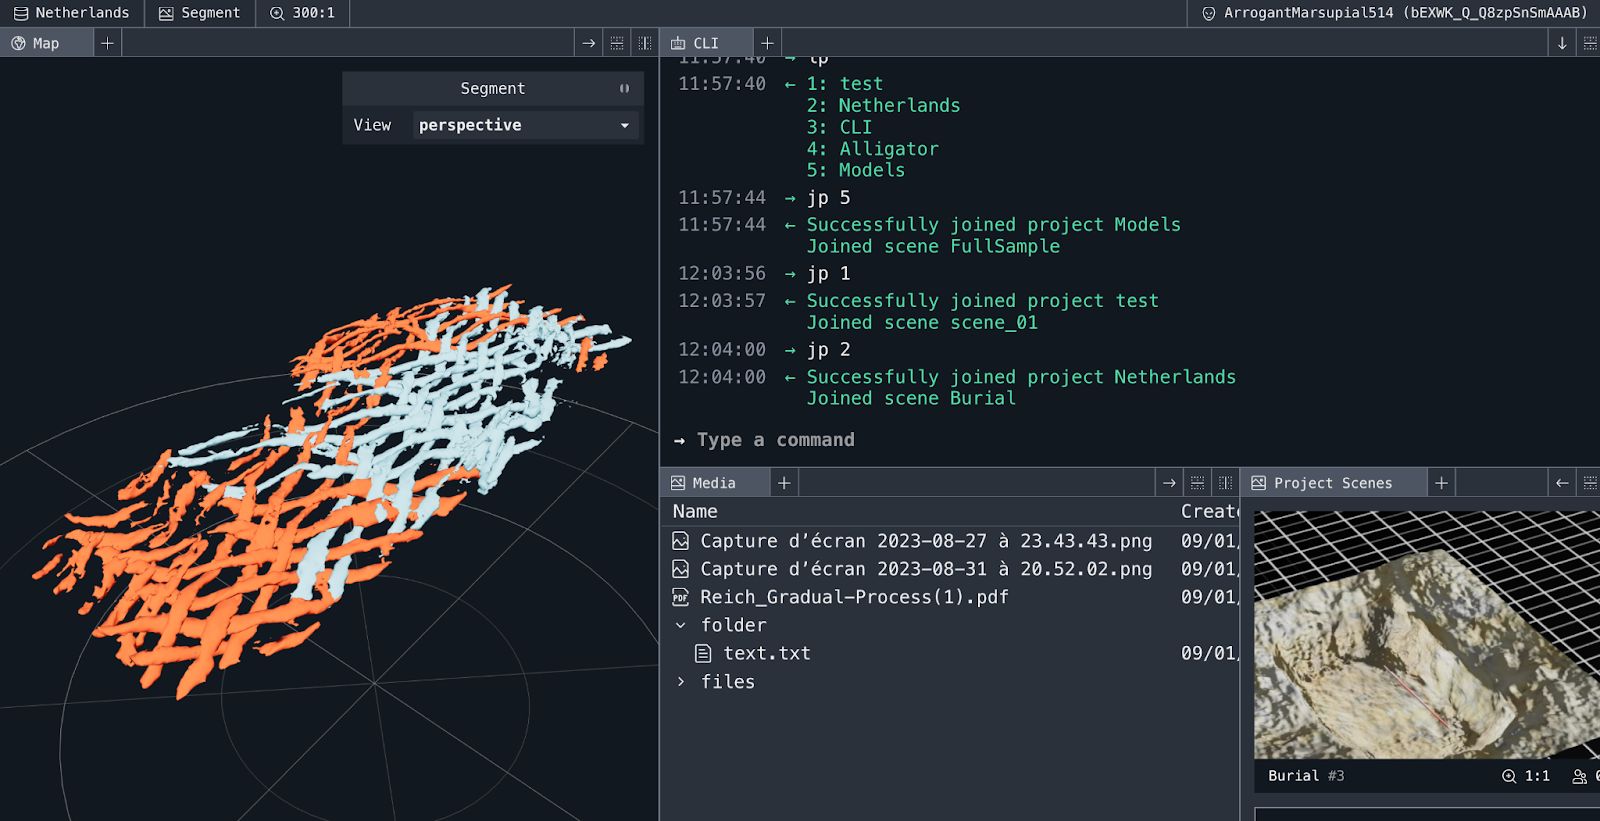 Netherlands
Segment
300:1
ArrogantMarsupial514 (bEXWK_Q_Q8zpSnSmAAAB)
Map
CLI
Segment
View
perspective
11:57:40 → lp
11:57:40 ← 1: test
2: Netherlands
3: CLI
4: Alligator
5: Models
11:57:44 → jp 5
11:57:44 ← Successfully joined project Models
Joined scene FullSample
12:03:56 → jp 1
12:03:57 ← Successfully joined project test
Joined scene scene_01
12:04:00 → jp 2
12:04:00 ← Successfully joined project Netherlands
Joined scene Burial
→ Type a command
Media
Project Scenes
Name Create
Capture d’écran 2023-08-27 à 23.43.43.png 09/01/
Capture d’écran 2023-08-31 à 20.52.02.png 09/01/
PDF Reich_Gradual-Process(1).pdf 09/01/
folder
text.txt 09/01/
files
Burial #3 1:1 0